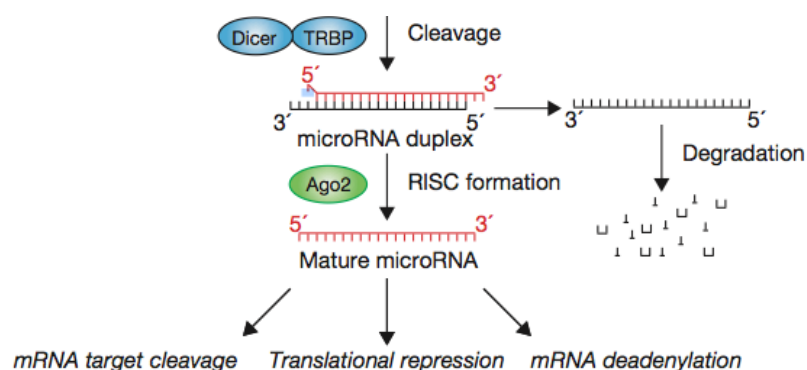 Dicer TRBP Cleavage
5´ 3´
3´ 5´ 3´ 5´
microRNA duplex
Degradation
Ago2 RISC formation
5´ 3´
Mature microRNA
mRNA target cleavage Translational repression mRNA deadenylation